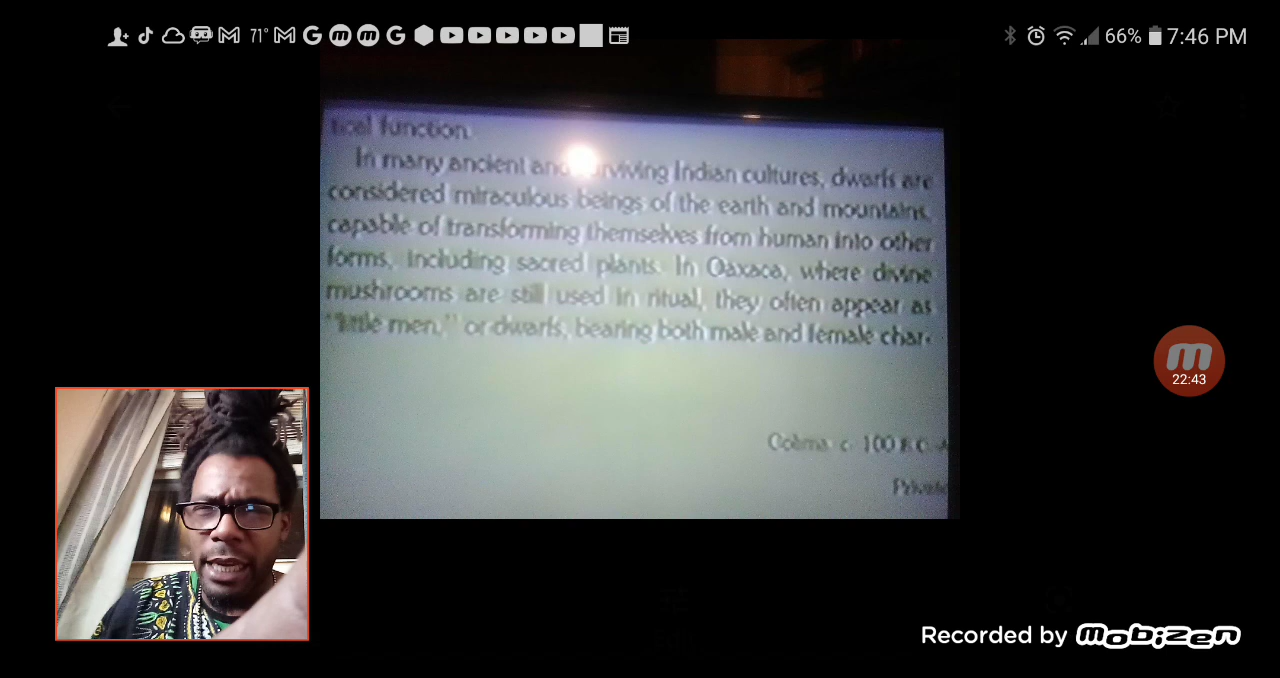 71° 66% 7:46 PM
tical function.
In many ancient and surviving Indian cultures, dwarfs are
considered miraculous beings of the earth and mountains,
capable of transforming themselves from human into other
forms, including sacred plants. In Oaxaca, where divine
mushrooms are still used in ritual, they often appear as
"little men," or dwarfs, bearing both male and female char-
Colima c. 100 B.C.
22:43
Recorded by mobizen